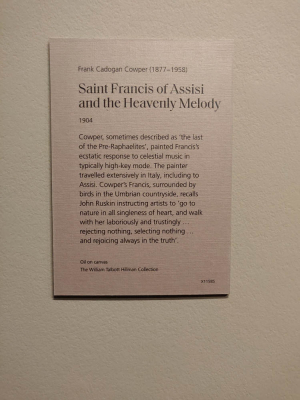 Frank Cadogan Cowper (1877–1958)
Saint Francis of Assisi
and the Heavenly Melody
1904
Cowper, sometimes described as ‘the last
of the Pre-Raphaelites’, painted Francis’s
ecstatic response to celestial music in
typically high-key mode. The painter
travelled extensively in Italy, including to
Assisi. Cowper’s Francis, surrounded by
birds in the Umbrian countryside, recalls
John Ruskin instructing artists to ‘go to
nature in all singleness of heart, and walk
with her laboriously and trustingly ...
rejecting nothing, selecting nothing ...
and rejoicing always in the truth’.
Oil on canvas
The William Hillman Collection